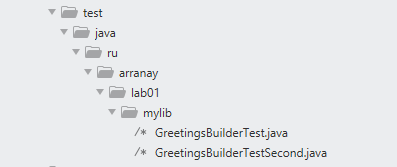 test
java
ru
arranay
lab01
mylib
/* GreetingsBuilderTest.java
/* GreetingsBuilderTestSecond.java